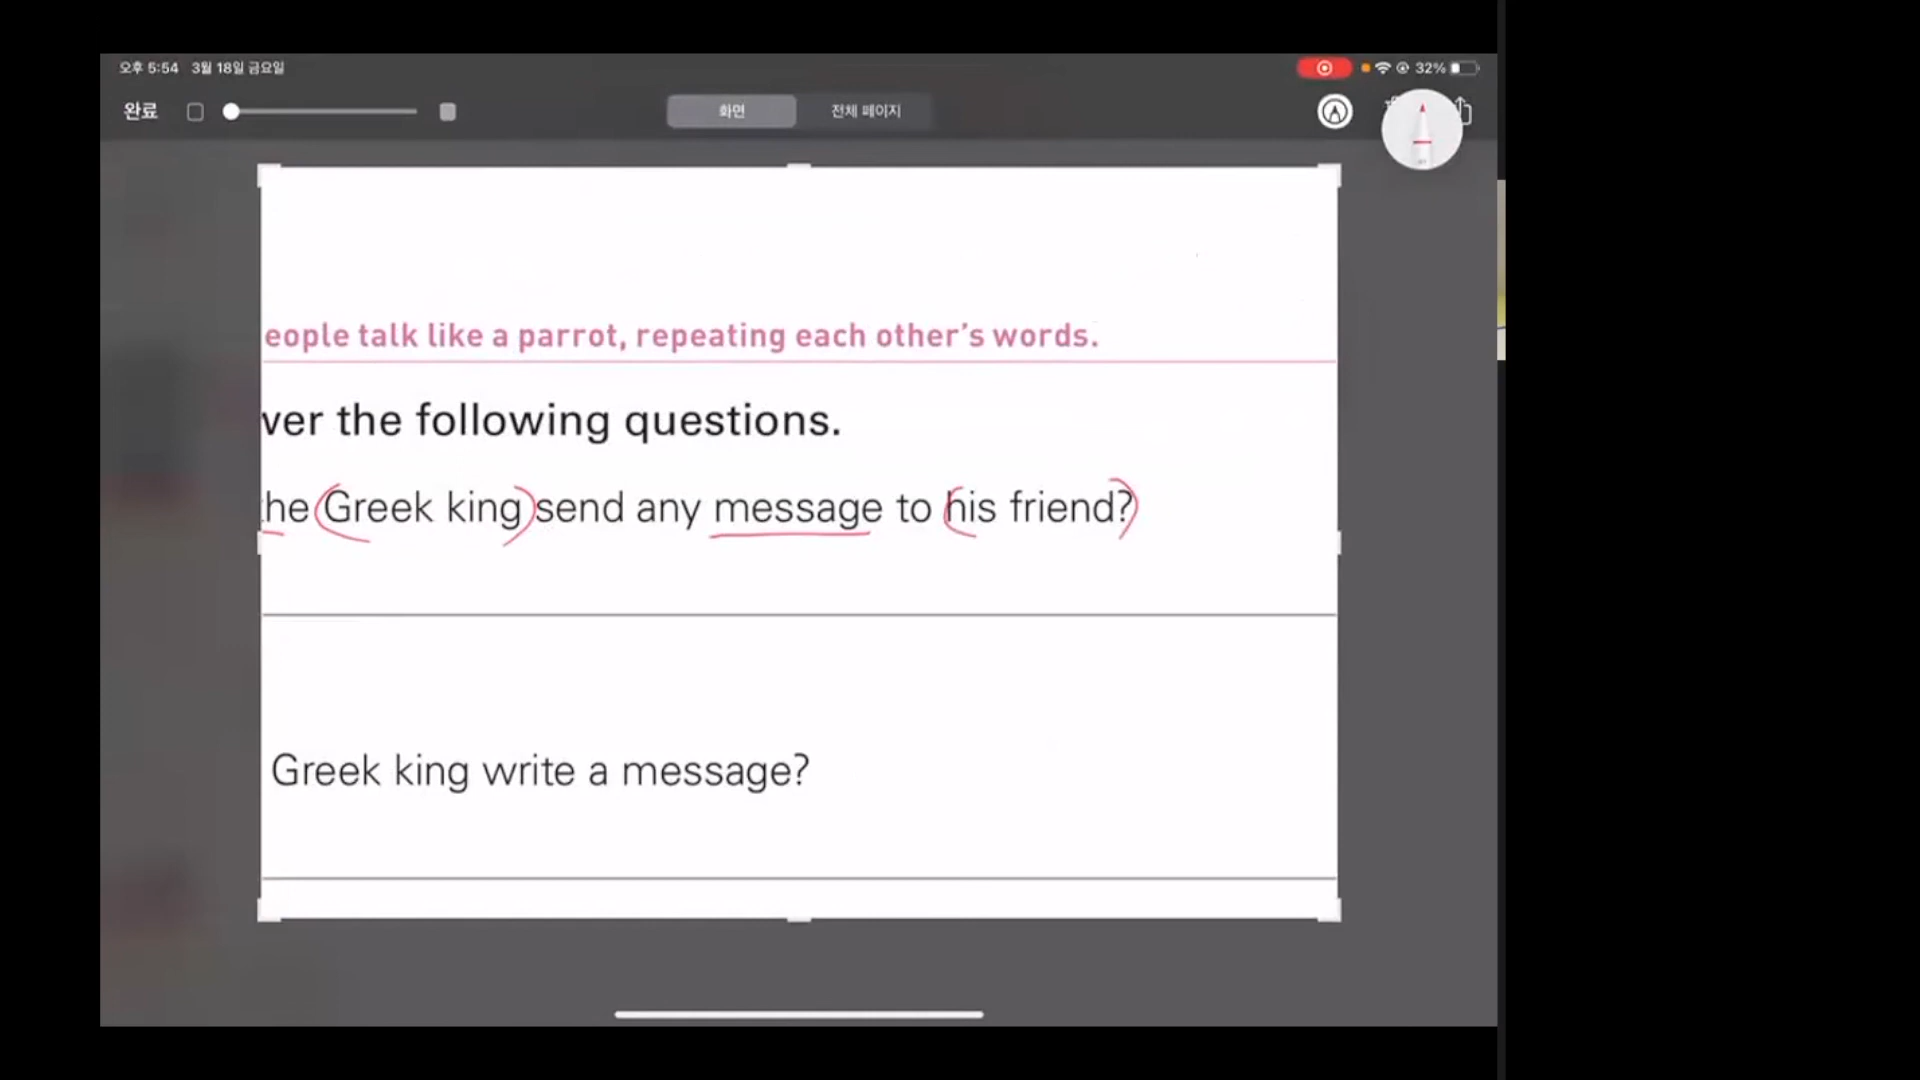 오후 5:54 3월 18일 금요일 32%
완료 화면 전체 페이지
eople talk like a parrot, repeating each other's words.
ver the following questions.
the Greek king send any message to his friend?
Greek king write a message?